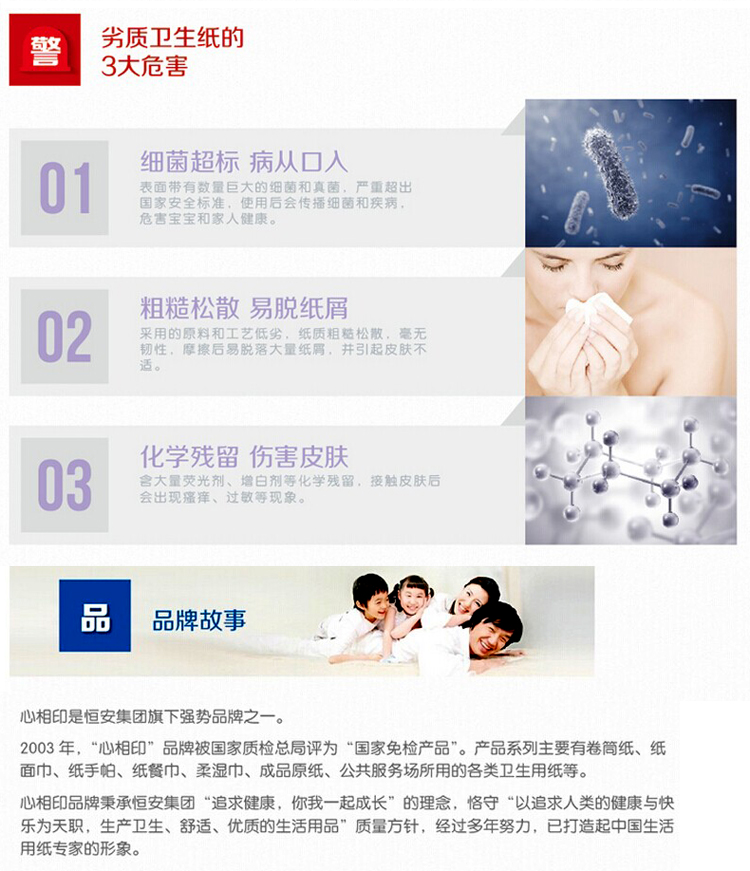 警
劣质卫生纸的
3大危害
01
细菌超标 病从口入
表面带有数量巨大的细菌和真菌，严重超出
国家安全标准，使用后会传播细菌和疾病，
危害宝宝和家人健康。
02
粗糙松散 易脱纸屑
采用的原料和工艺低劣，纸质粗糙松散，毫无
韧性，摩擦后易脱落大量纸屑，并引起皮肤不
适。
03
化学残留 伤害皮肤
含大量荧光剂、增白剂等化学残留，接触皮肤后
会出现瘙痒、过敏等现象。
品
品牌故事
心相印是恒安集团旗下强势品牌之一。
2003 年，“心相印”品牌被国家质检总局评为“国家免检产品”。产品系列主要有卷筒纸、纸
面巾、纸手帕、纸餐巾、柔湿巾、成品原纸、公共服务场所用的各类卫生用纸等。
心相印品牌秉承恒安集团“追求健康，你我一起成长”的理念，恪守“以追求人类的健康与快
乐为天职，生产卫生、舒适、优质的生活用品”质量方针，经过多年努力，已打造起中国生活
用纸专家的形象。